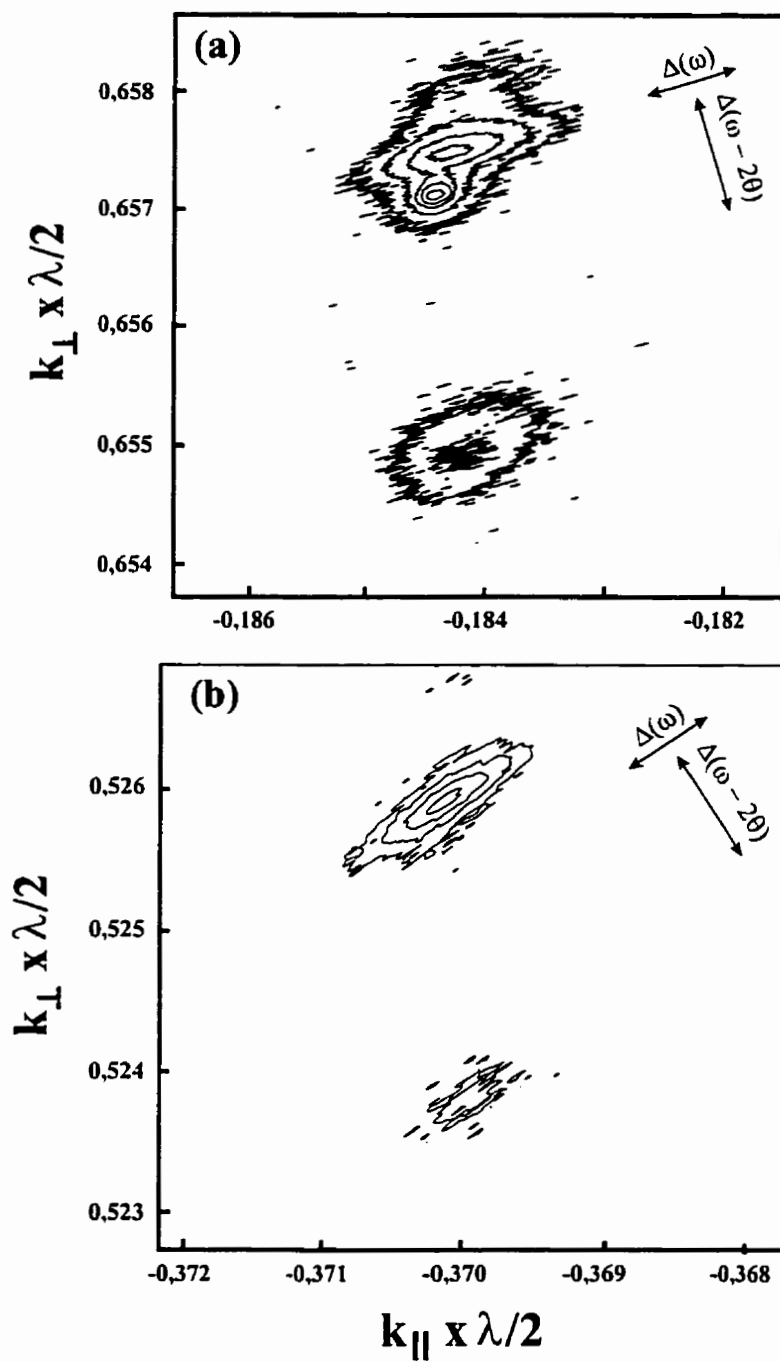 (a)
Δ(ω)
Δ(ω – 2θ)
0,658
0,657
0,656
0,655
0,654
k⊥ x λ/2
-0,186
-0,184
-0,182
(b)
Δ(ω)
Δ(ω – 2θ)
0,526
0,525
0,524
0,523
k⊥ x λ/2
-0,372
-0,371
-0,370
-0,369
-0,368
k|| x λ/2